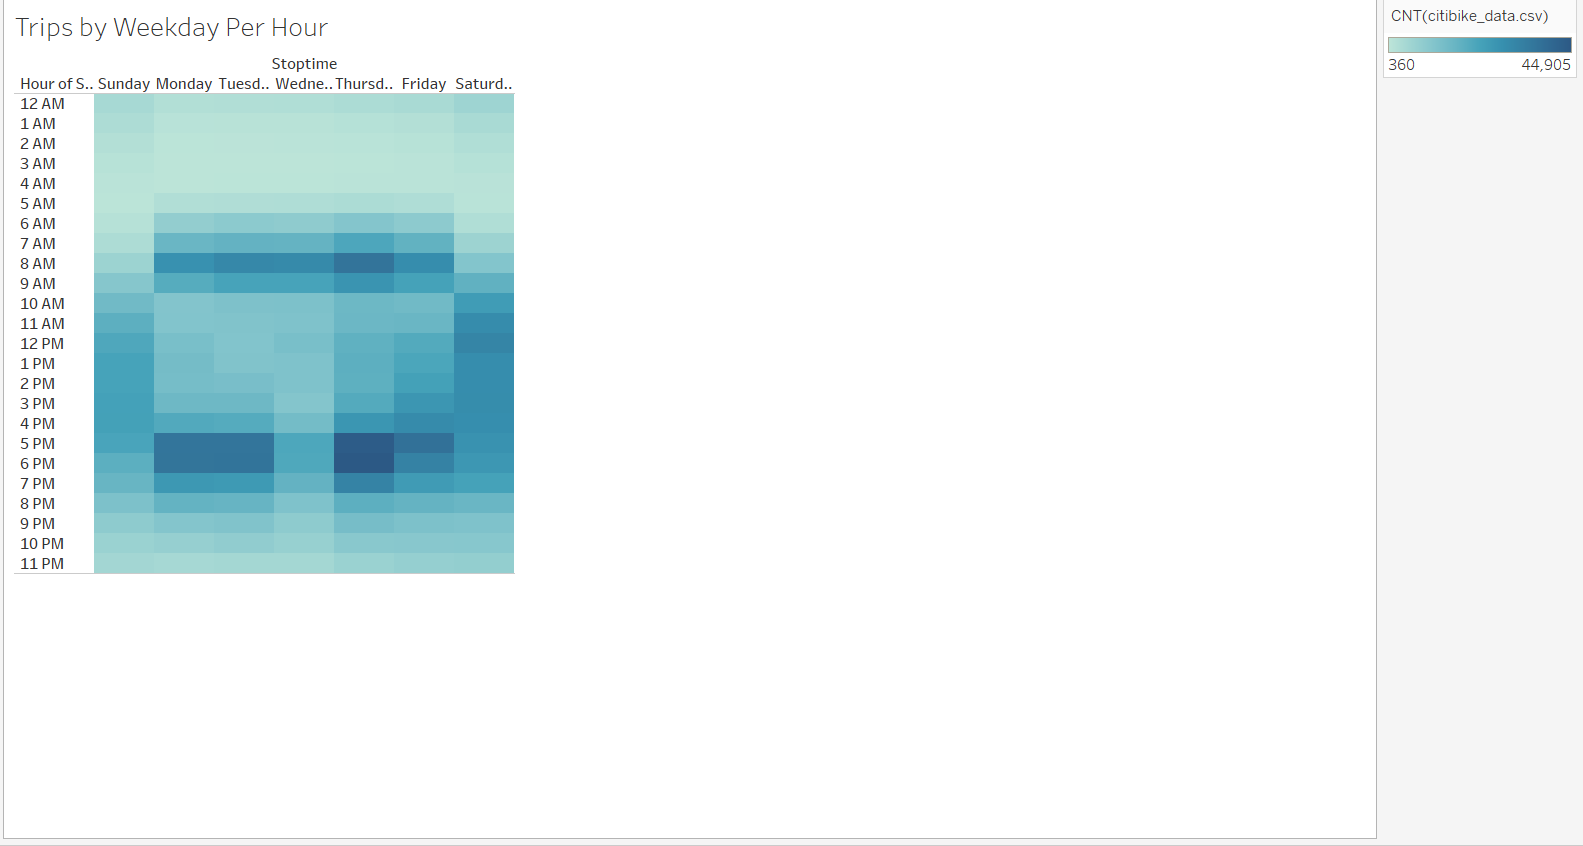 Trips by Weekday Per Hour
Stoptime
Hour of S.. Sunday Monday Tuesd.. Wedne.. Thursd.. Friday Saturd..
12 AM
1 AM
2 AM
3 AM
4 AM
5 AM
6 AM
7 AM
8 AM
9 AM
10 AM
11 AM
12 PM
1 PM
2 PM
3 PM
4 PM
5 PM
6 PM
7 PM
8 PM
9 PM
10 PM
11 PM
CNT(citibike_data.csv)
360 44,905